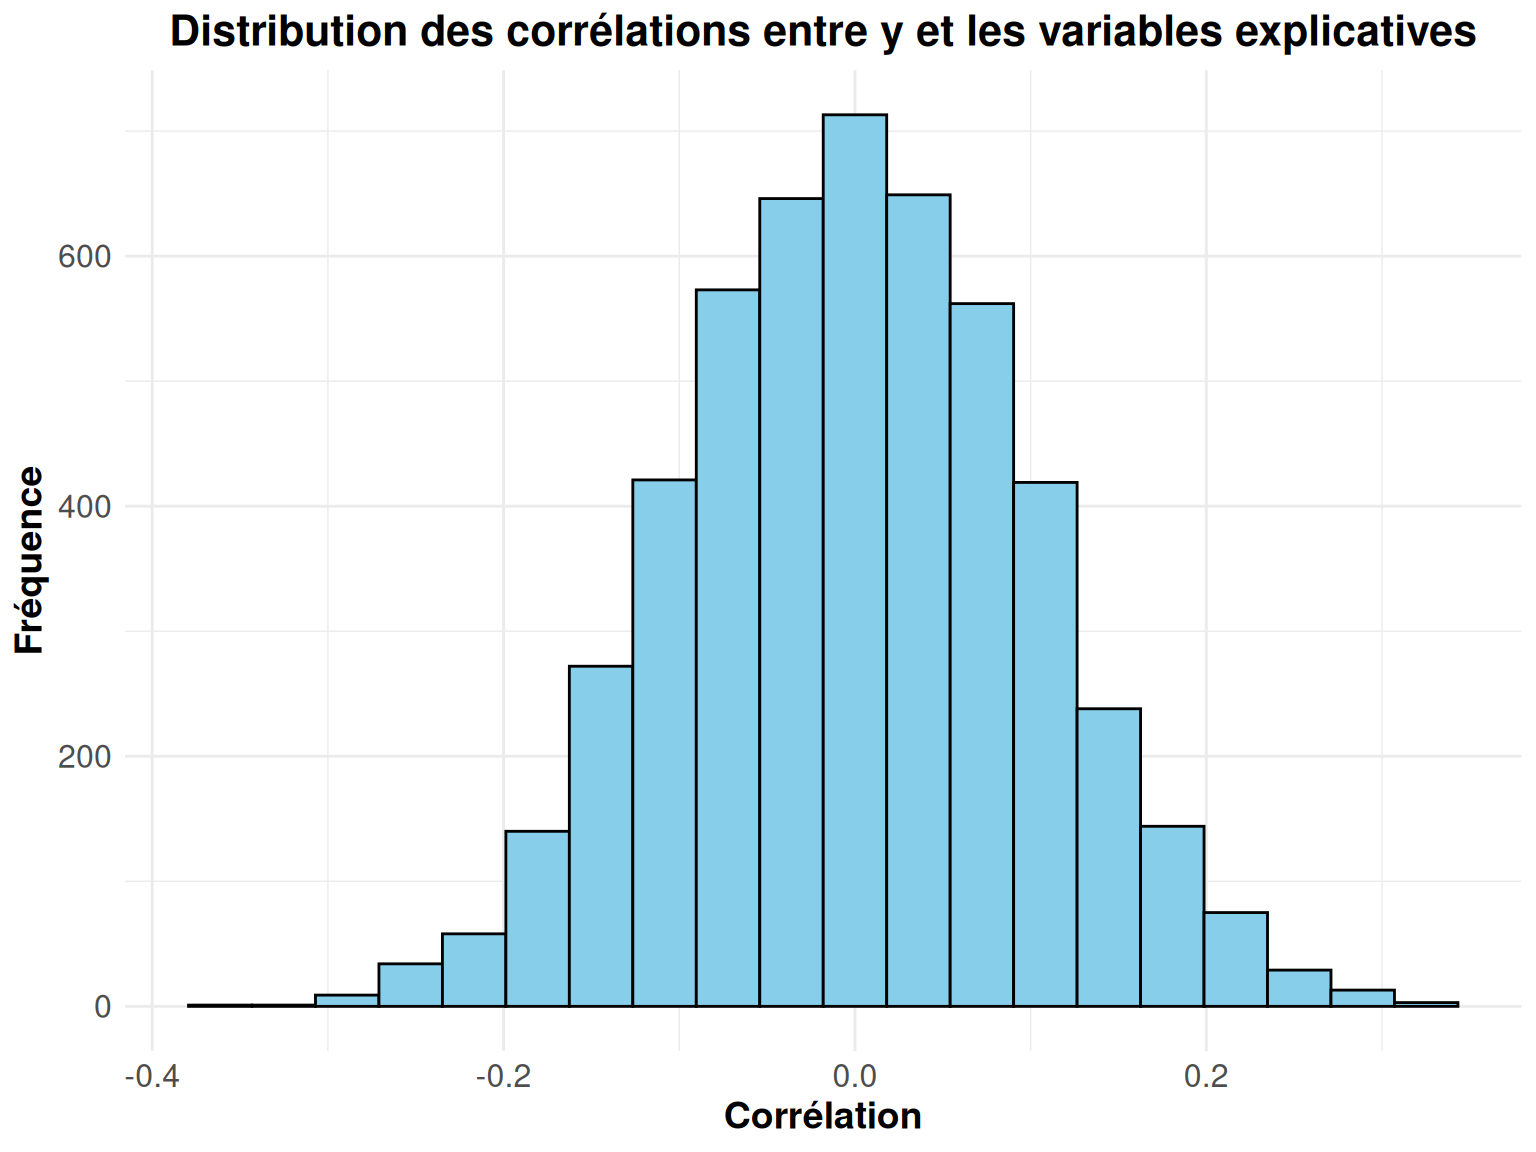 Distribution des corrélations entre y et les variables explicatives
Fréquence
600
400
200
0
-0.4
-0.2
0.0
0.2
Corrélation